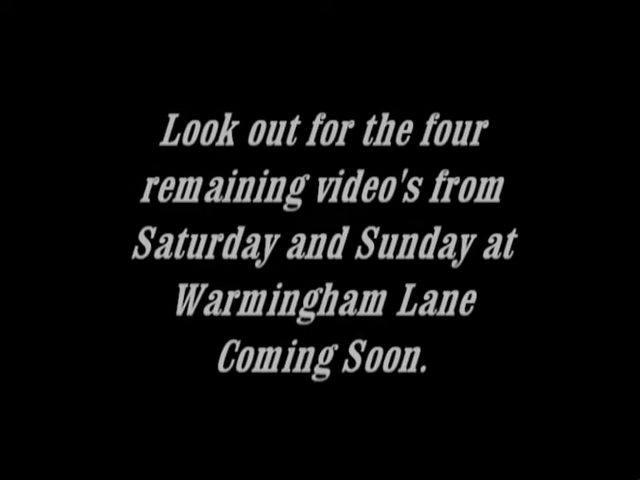 Look out for the four
remaining video's from
Saturday and Sunday at
Warmingham Lane
Coming Soon.